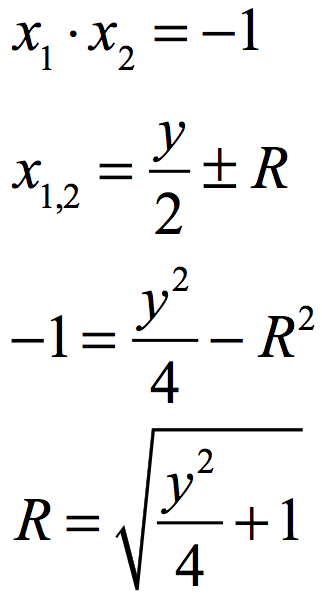 x₁ · x₂ = −1
x₁,₂ = y/2 ± R
−1 = y²/4 − R²
R = √(y²/4 + 1)